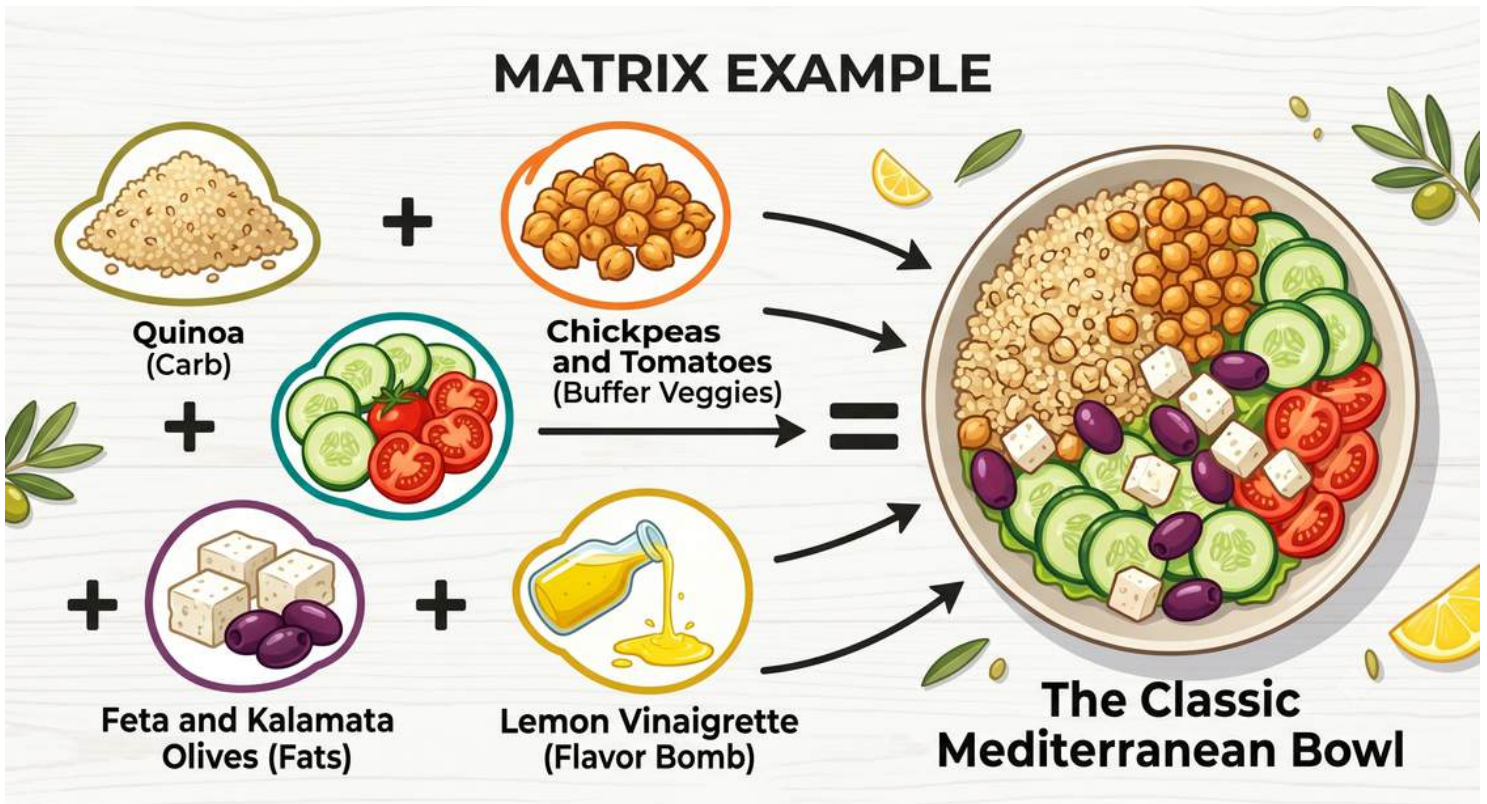 MATRIX EXAMPLE
Quinoa
(Carb)
Chickpeas
and Tomatoes
(Buffer Veggies)
Feta and Kalamata
Olives (Fats)
Lemon Vinaigrette
(Flavor Bomb)
The Classic
Mediterranean Bowl